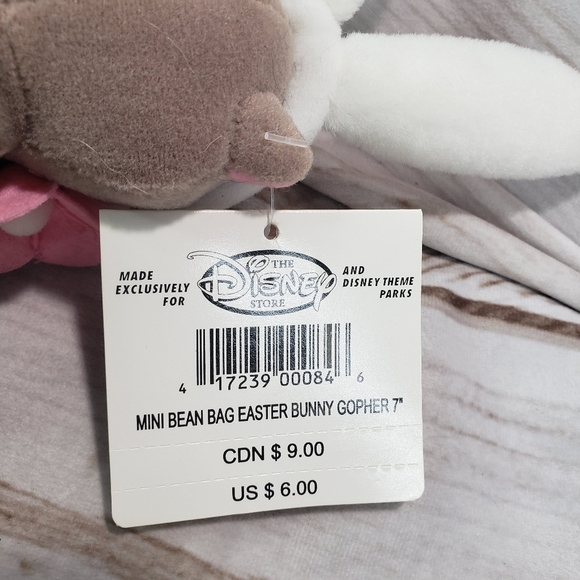 MADE EXCLUSIVELY FOR
THE
Disney
STORE
AND DISNEY THEME PARKS
4 17239 00084 6
MINI BEAN BAG EASTER BUNNY GOPHER 7"
CDN $ 9.00
US $ 6.00